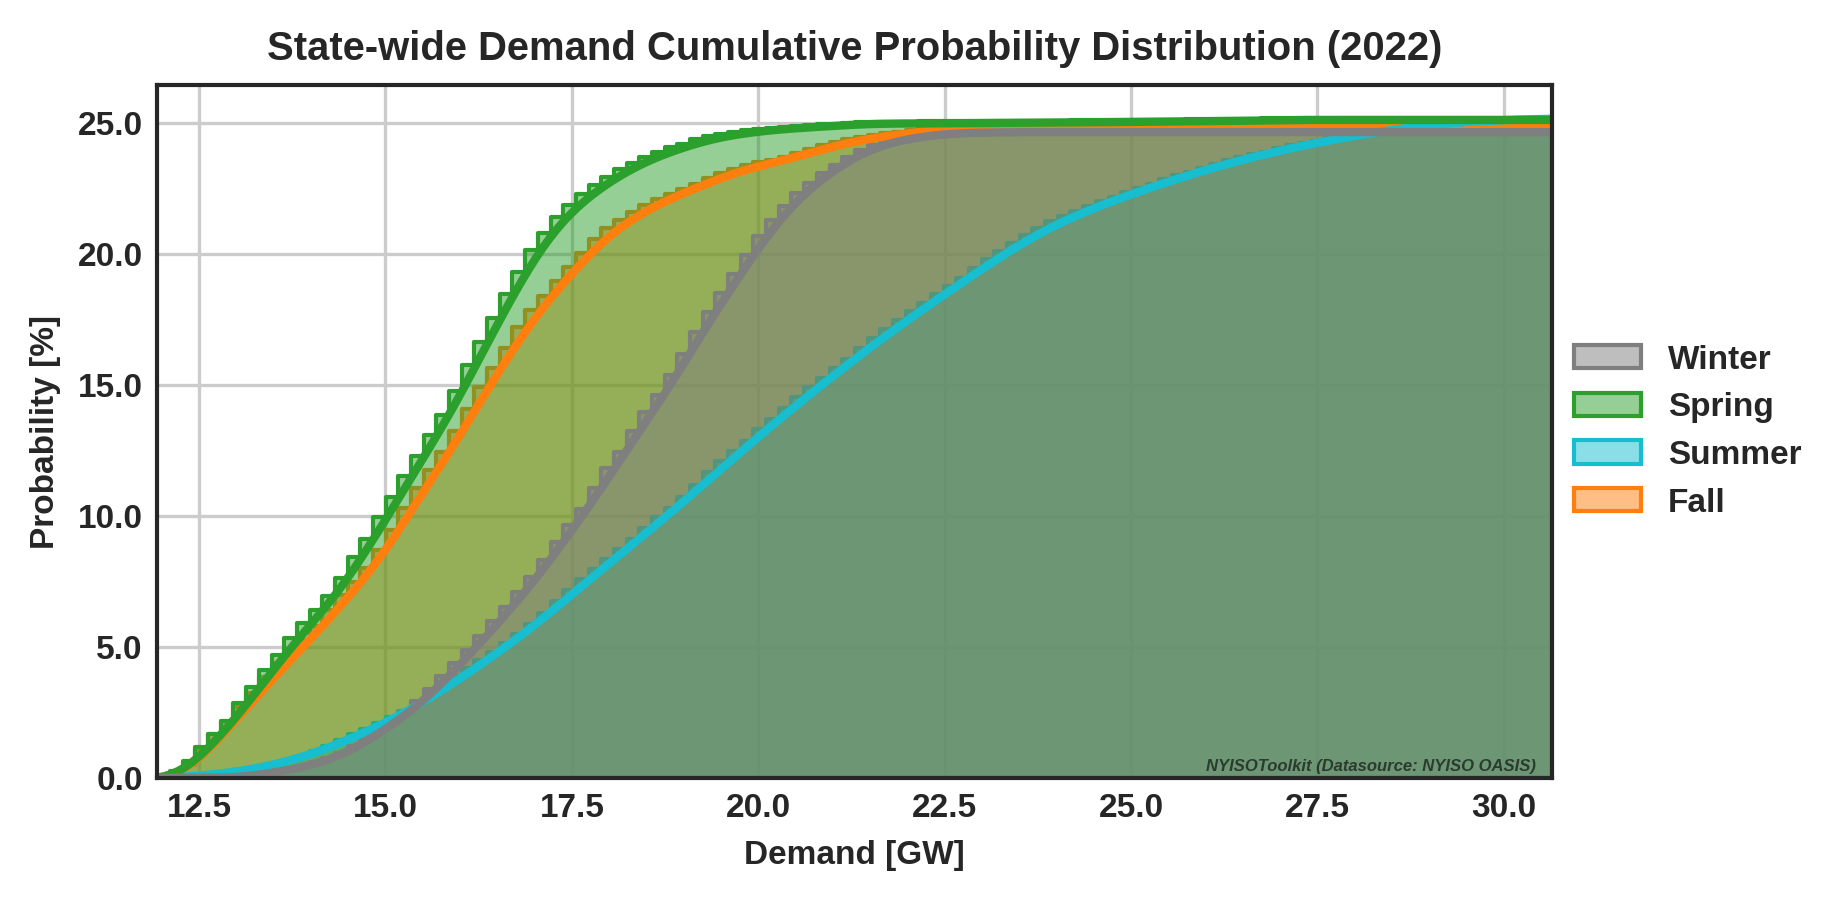 State-wide Demand Cumulative Probability Distribution (2022)
Probability [%]
25.0
20.0
15.0
10.0
5.0
0.0
12.5 15.0 17.5 20.0 22.5 25.0 27.5 30.0
Demand [GW]
Winter
Spring
Summer
Fall
NYISOToolkit (Datasource: NYISO OASIS)